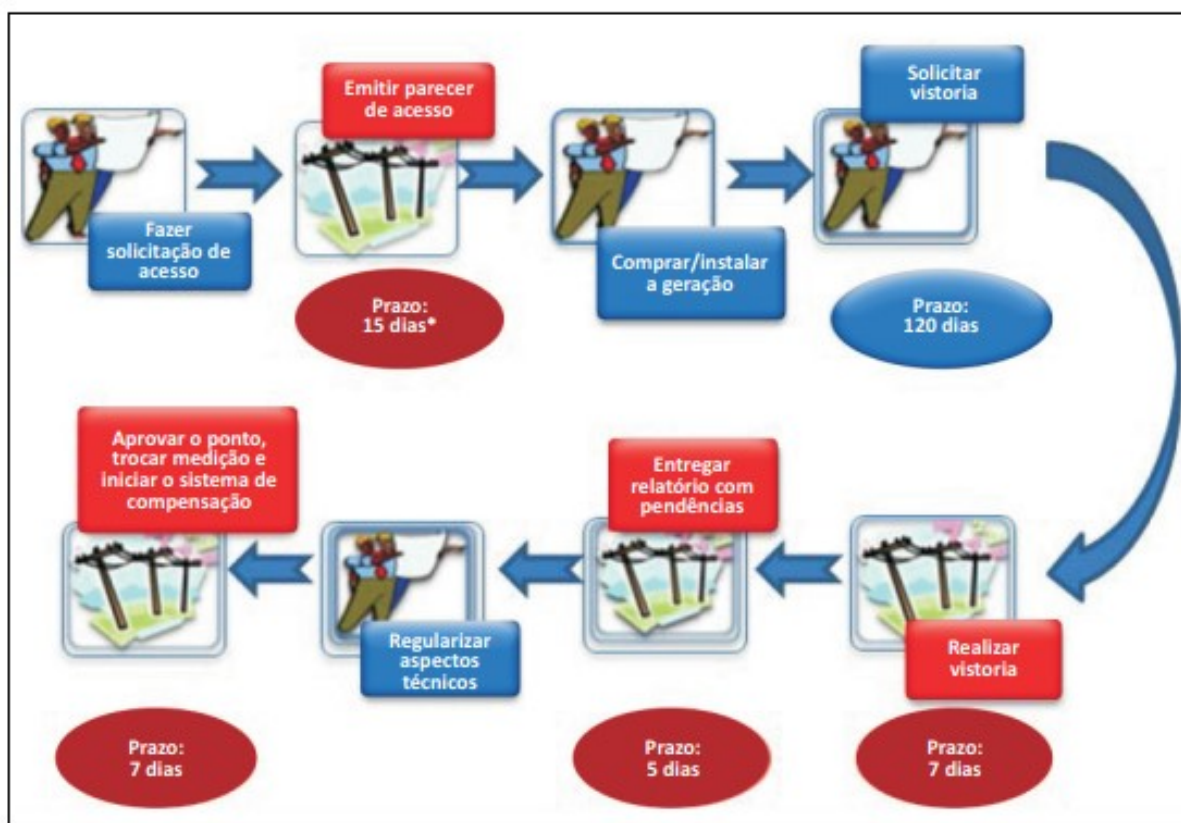 Fazer
solicitação de
acesso
Emitir parecer
de acesso
Prazo:
15 dias*
Comprar/instalar
a geração
Solicitar
vistoria
Prazo:
120 dias
Realizar
vistoria
Prazo:
7 dias
Entregar
relatório com
pendências
Prazo:
5 dias
Regularizar
aspectos
técnicos
Aprovar o ponto,
trocar medição e
iniciar o sistema de
compensação
Prazo:
7 dias